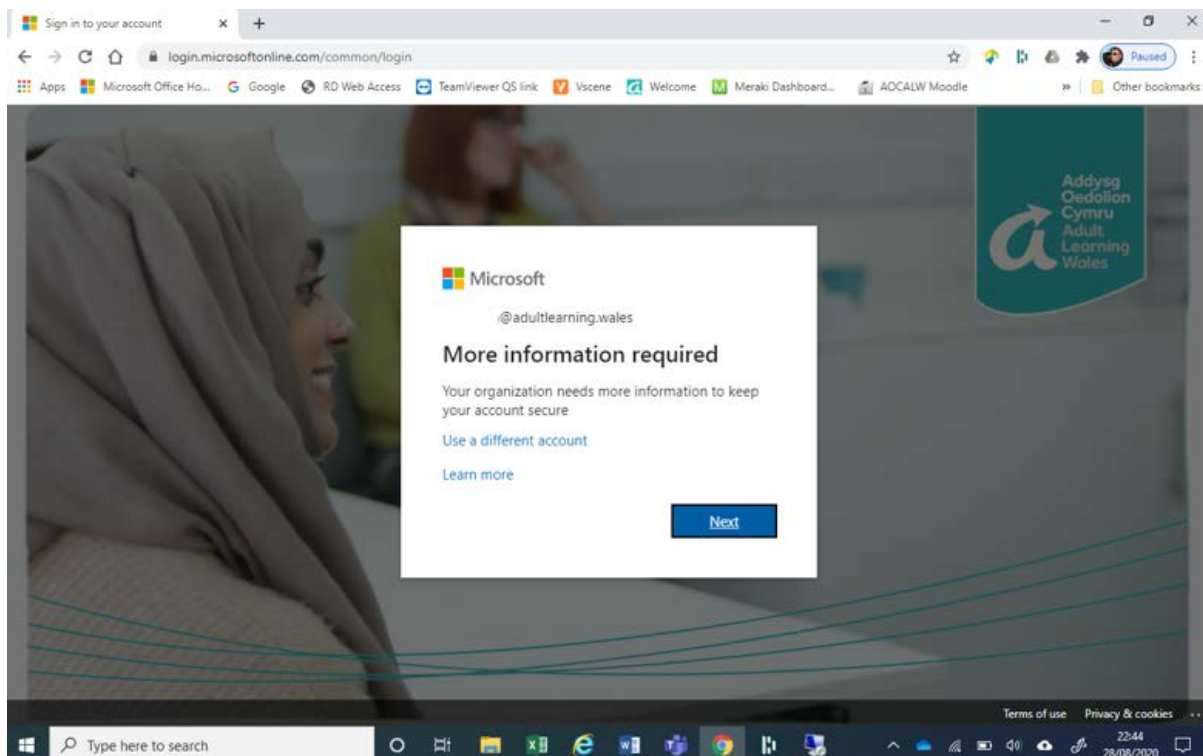 Sign in to your account
login.microsoftonline.com/common/login
Paused
Apps
Microsoft Office Ho...
Google
RD Web Access
TeamViewer QS link
Vscene
Welcome
Meraki Dashboard...
AOCALW Moodle
»
Other bookmarks
Addysg
Oedolion
Cymru
Adult
Learning
Wales
Microsoft
@adultlearning.wales
More information required
Your organization needs more information to keep
your account secure
Use a different account
Learn more
Next
Terms of use
Privacy & cookies
Type here to search
22:44
28/08/2020